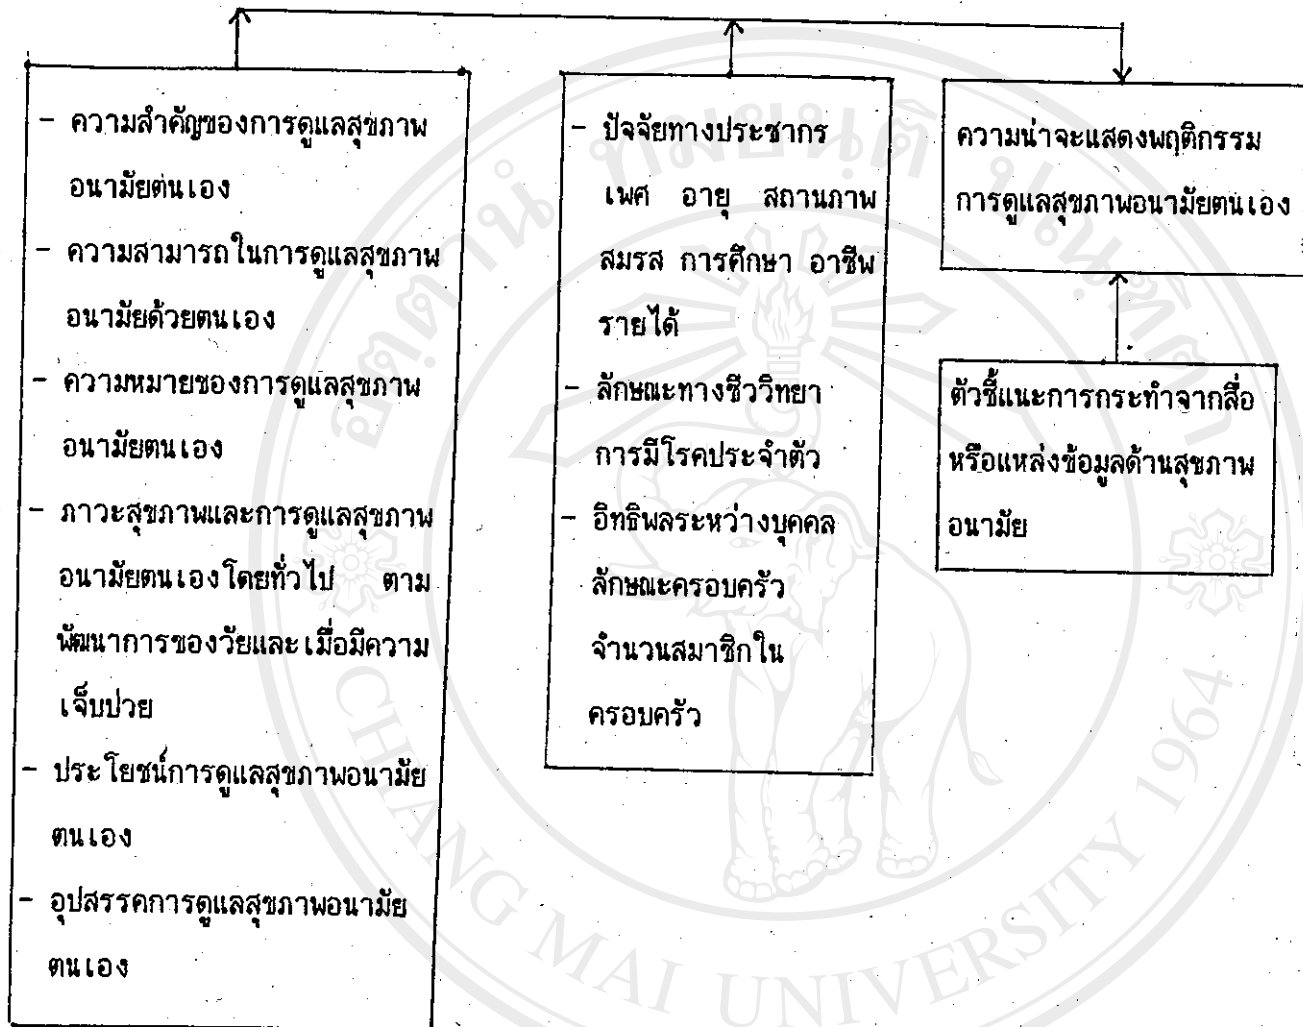 - ความสำคัญของการดูแลสุขภาพ
อนามัยตนเอง
- ความสามารถในการดูแลสุขภาพ
อนามัยด้วยตนเอง
- ความหมายของการดูแลสุขภาพ
อนามัยตนเอง
- ภาวะสุขภาพและการดูแลสุขภาพ
อนามัยตนเองโดยทั่วไป ตาม
พัฒนาการของวัยและเมื่อมีความ
เจ็บป่วย
- ประโยชน์การดูแลสุขภาพอนามัย
ตนเอง
- อุปสรรคการดูแลสุขภาพอนามัย
ตนเอง
- ปัจจัยทางประชากร
เพศ อายุ สถานภาพ
สมรส การศึกษา อาชีพ
รายได้
- ลักษณะทางชีววิทยา
การมีโรคประจำตัว
- อิทธิพลระหว่างบุคคล
ลักษณะครอบครัว
จำนวนสมาชิกใน
ครอบครัว
ความน่าจะแสดงพฤติกรรม
การดูแลสุขภาพอนามัยตนเอง
ตัวชี้แนะการกระทำจากสื่อ
หรือแหล่งข้อมูลด้านสุขภาพ
อนามัย
อตฺตานํ ทมยนฺติ ปณฺฑิตา
CHIANG MAI UNIVERSITY 1964